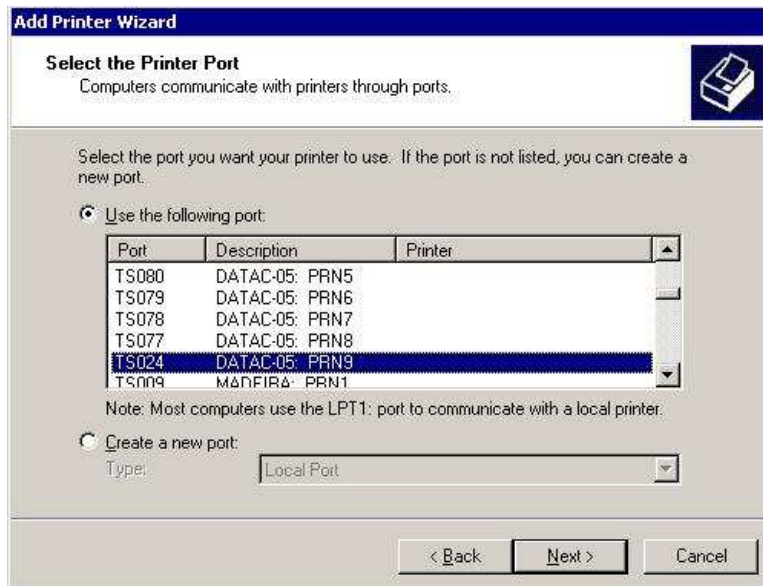 Add Printer Wizard
Select the Printer Port
Computers communicate with printers through ports.
Select the port you want your printer to use. If the port is not listed, you can create a
new port.
Use the following port:
Port Description Printer
TS080 DATAC-05: PRN5
TS079 DATAC-05: PRN6
TS078 DATAC-05: PRN7
TS077 DATAC-05: PRN8
TS024 DATAC-05: PRN9
TS009 MADEIRA: PRN1
Note: Most computers use the LPT1: port to communicate with a local printer.
Create a new port:
Type: Local Port
< Back Next > Cancel